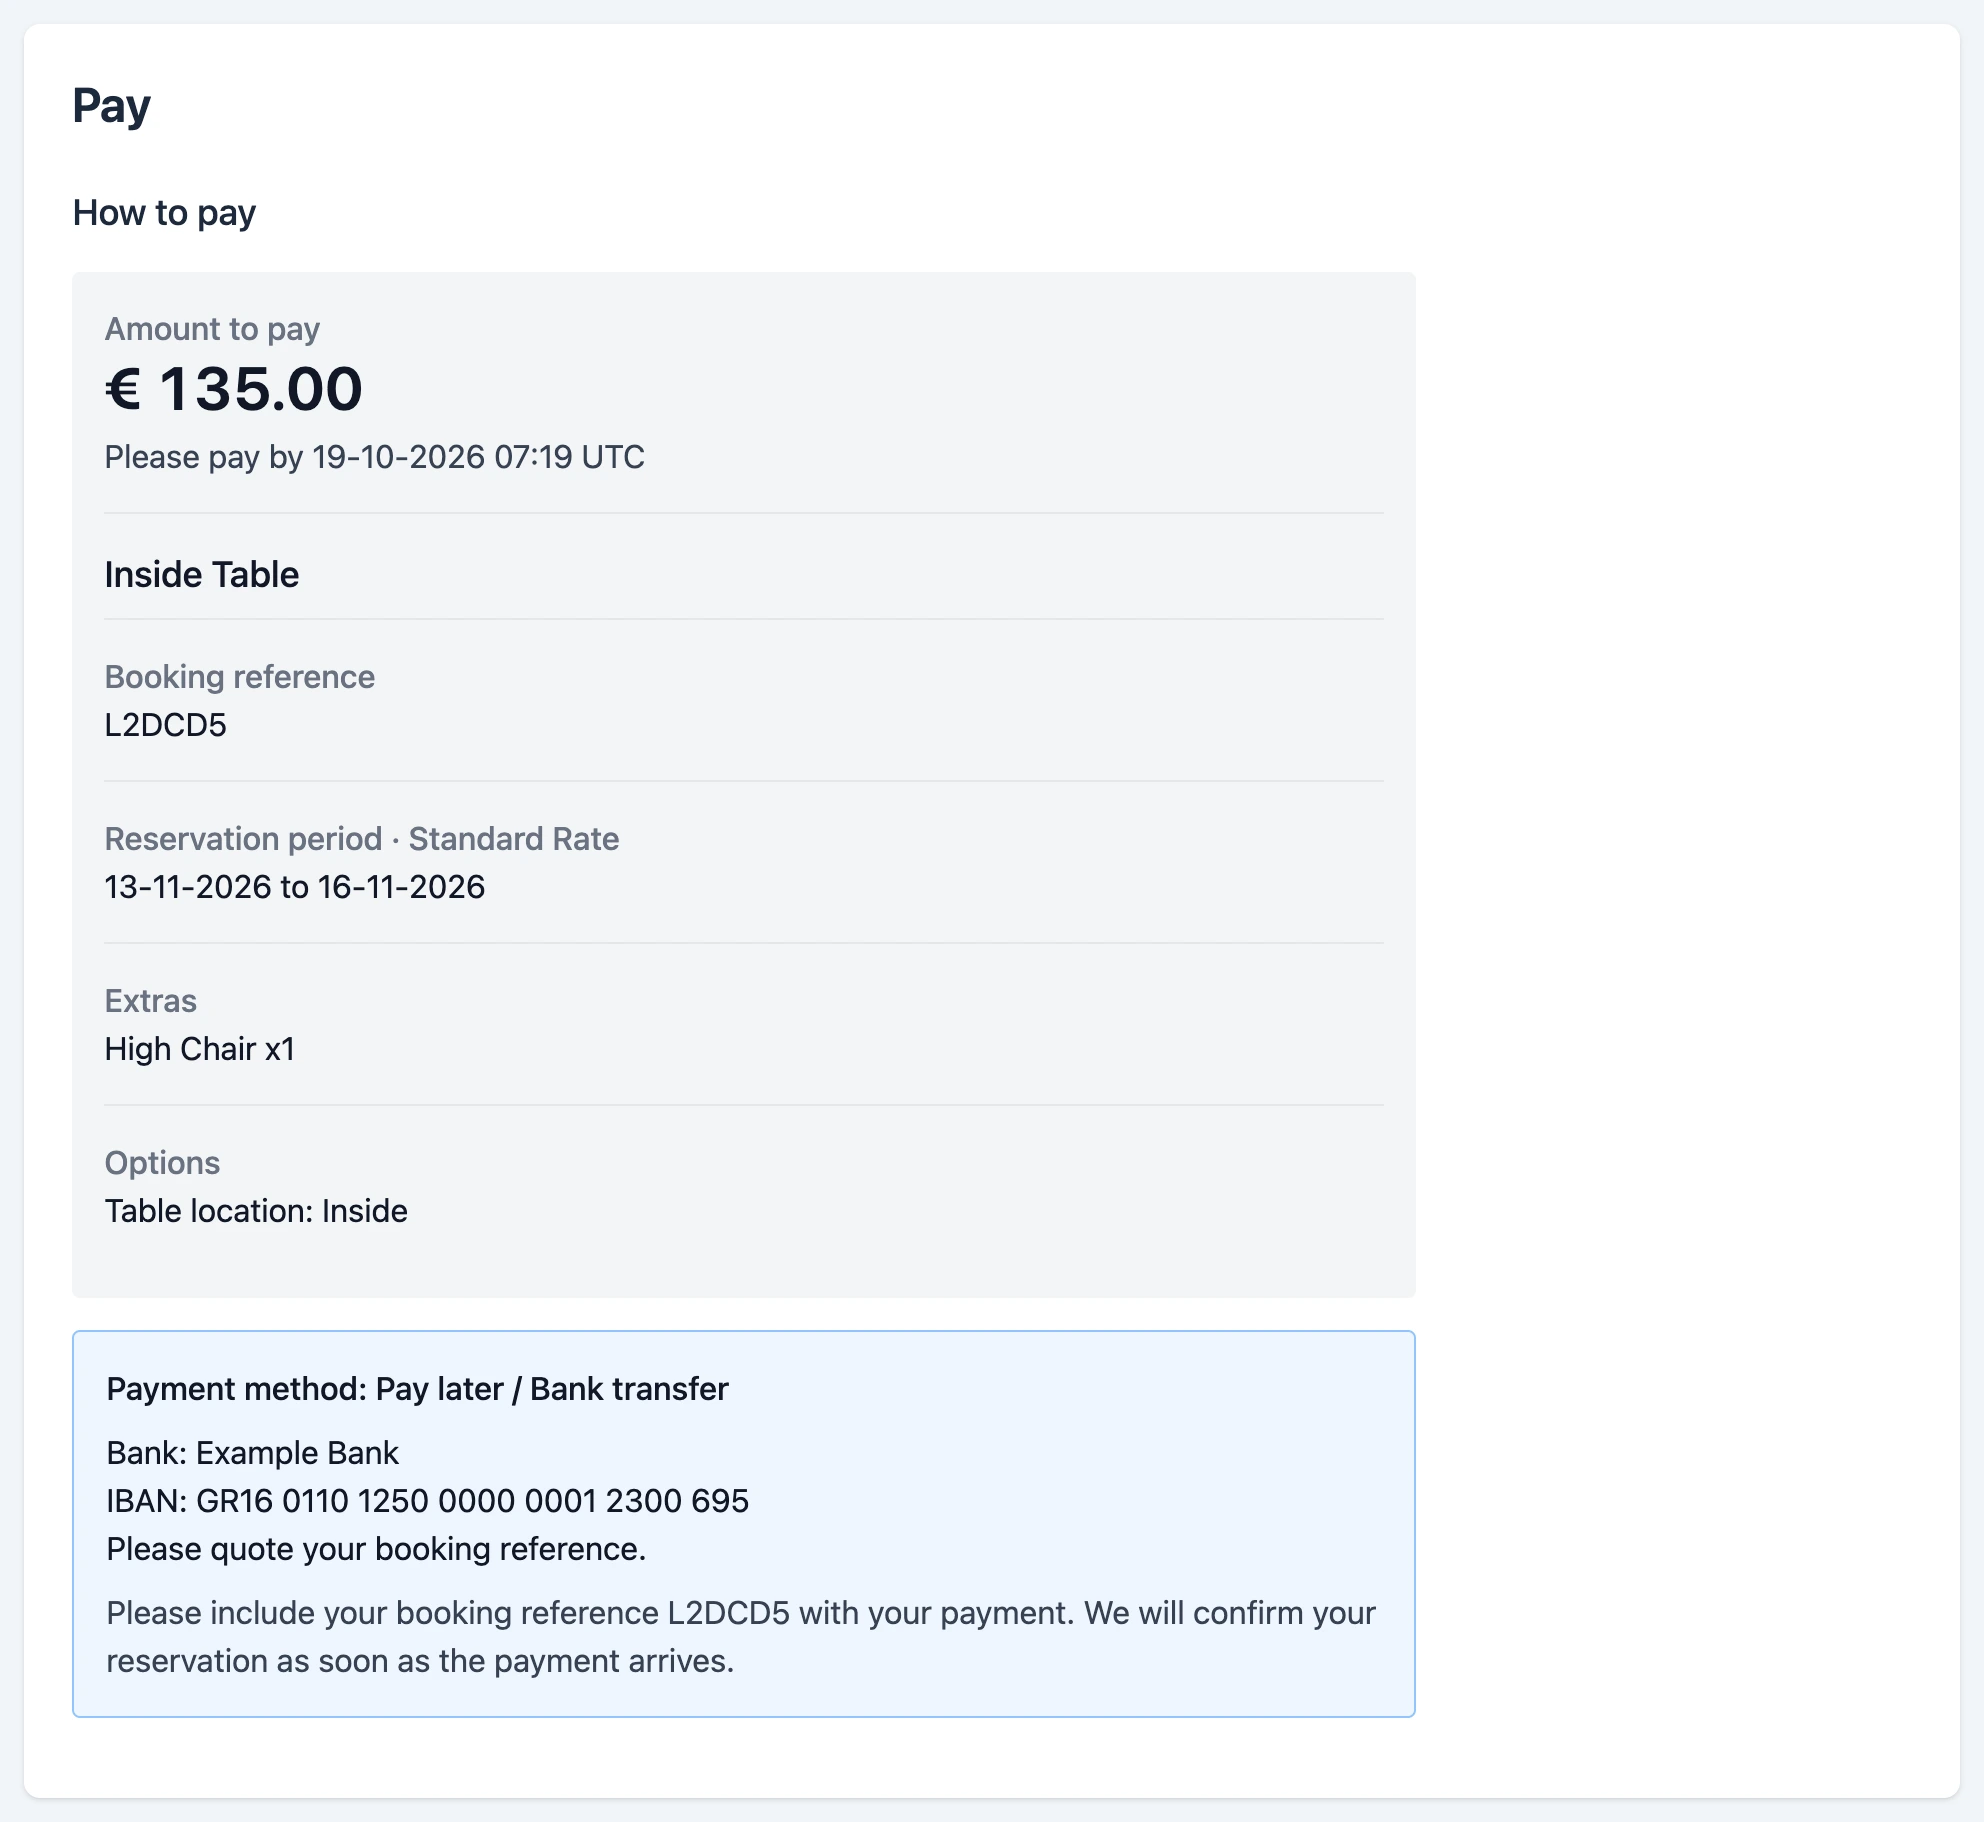 Pay
How to pay
Amount to pay
€ 135.00
Please pay by 19-10-2026 07:19 UTC
Inside Table
Booking reference
L2DCD5
Reservation period · Standard Rate
13-11-2026 to 16-11-2026
Extras
High Chair x1
Options
Table location: Inside
Payment method: Pay later / Bank transfer
Bank: Example Bank
IBAN: GR16 0110 1250 0000 0001 2300 695
Please quote your booking reference.
Please include your booking reference L2DCD5 with your payment. We will confirm your
reservation as soon as the payment arrives.